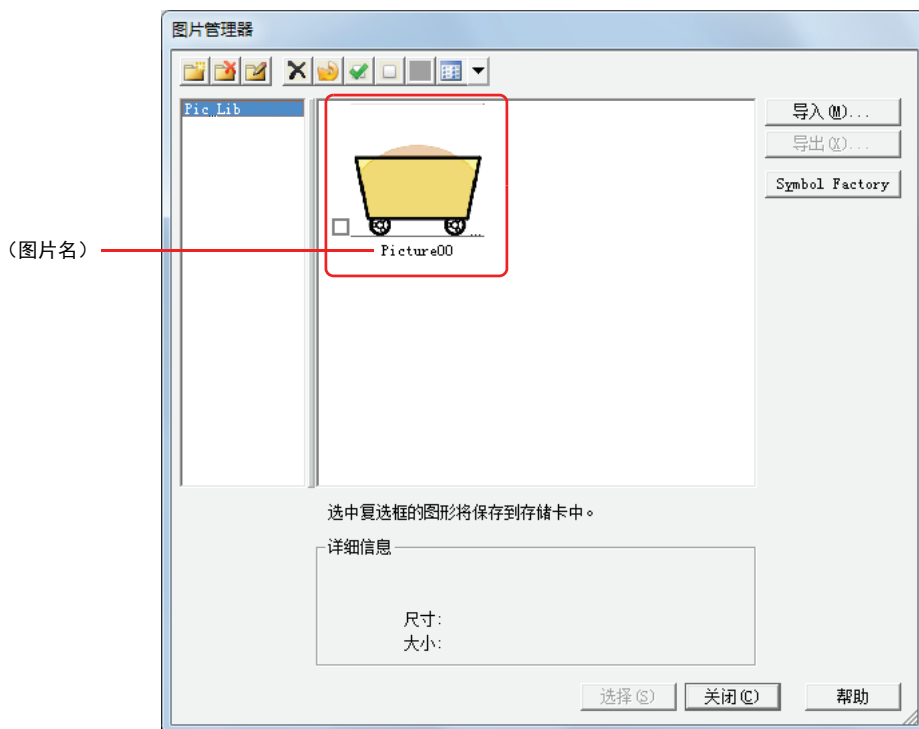 图片管理器
Pic_Lib
导入(M)...
导出(X)...
Symbol Factory
（图片名）
...
Picture00
选中复选框的图形将保存到存储卡中。
详细信息
尺寸:
大小:
选择(S)
关闭(C)
帮助